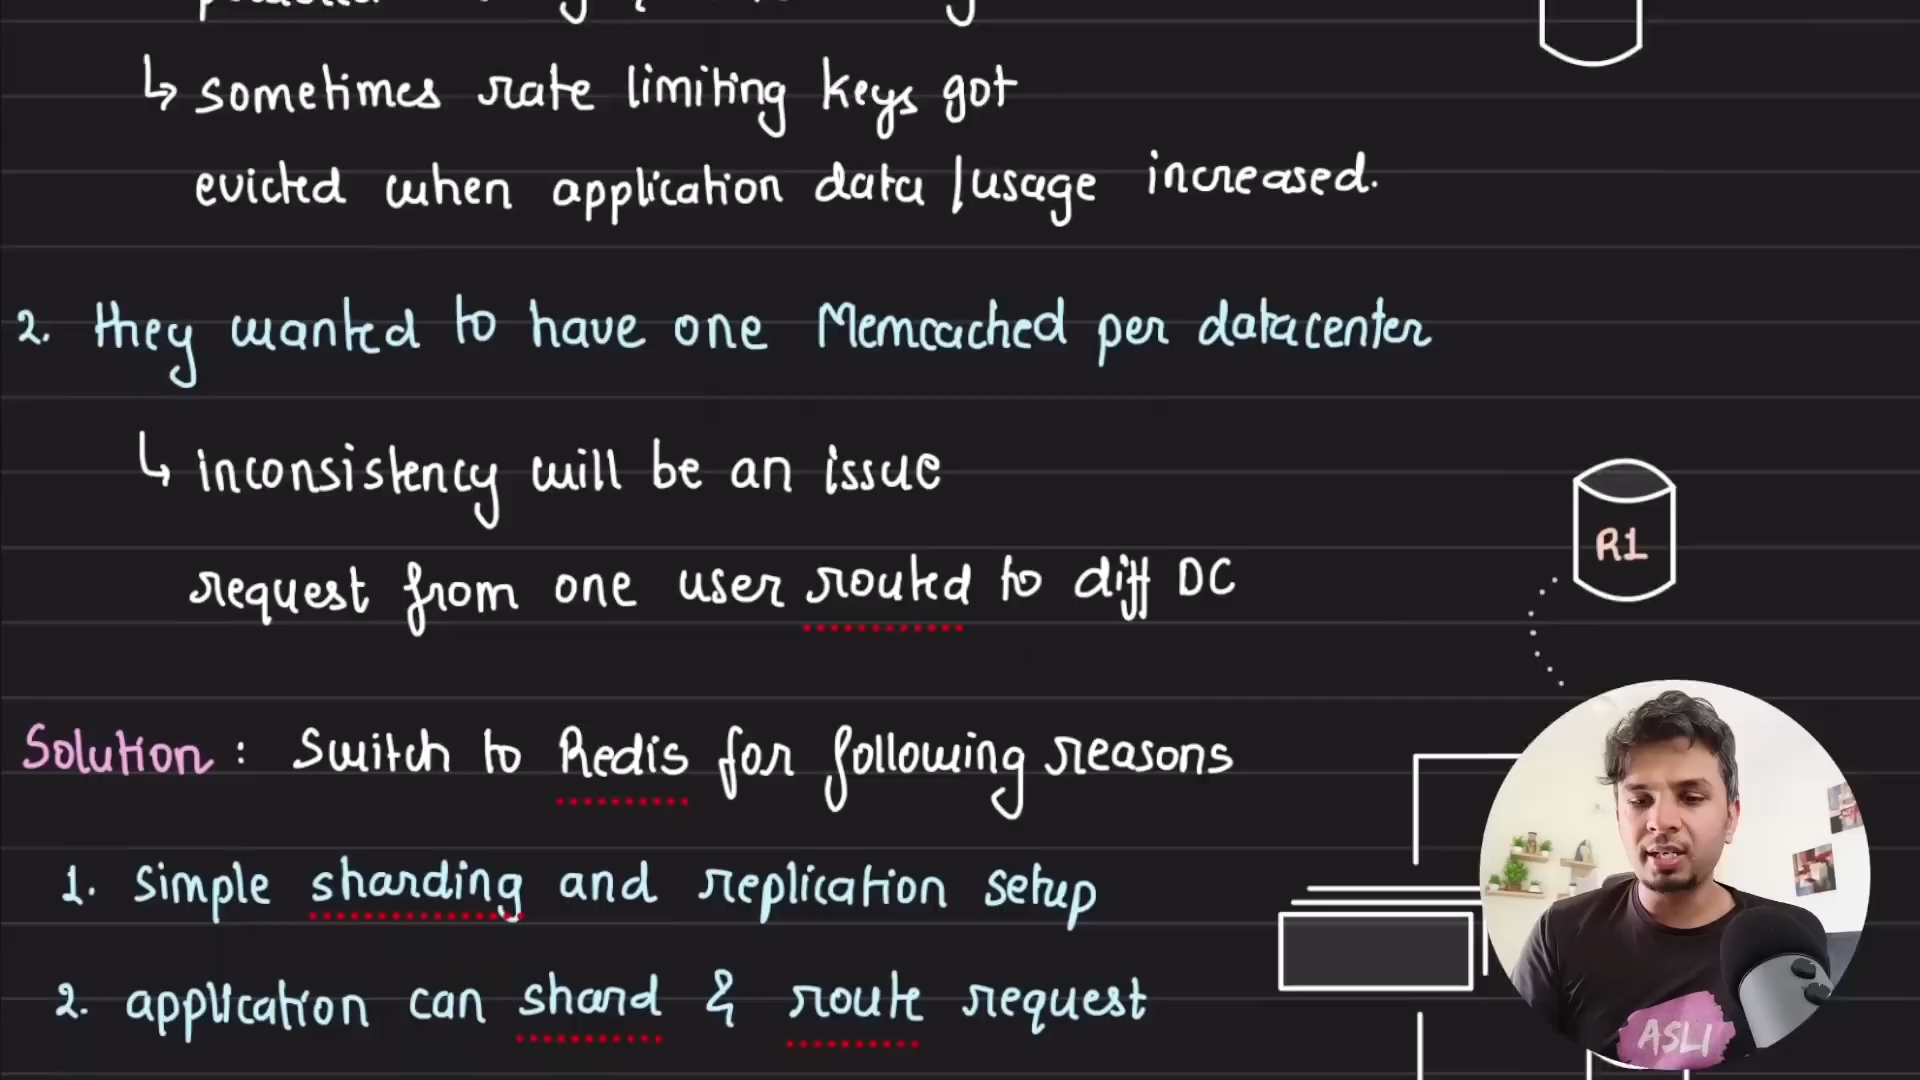 ↳ sometimes rate limiting keys got
evicted when application data / usage increased.
2. they wanted to have one Memcached per datacenter
↳ inconsistency will be an issue
request from one user routed to diff DC
R1
Solution : Switch to Redis for following reasons
1. simple sharding and replication setup
2. application can shard & route request
ASLI